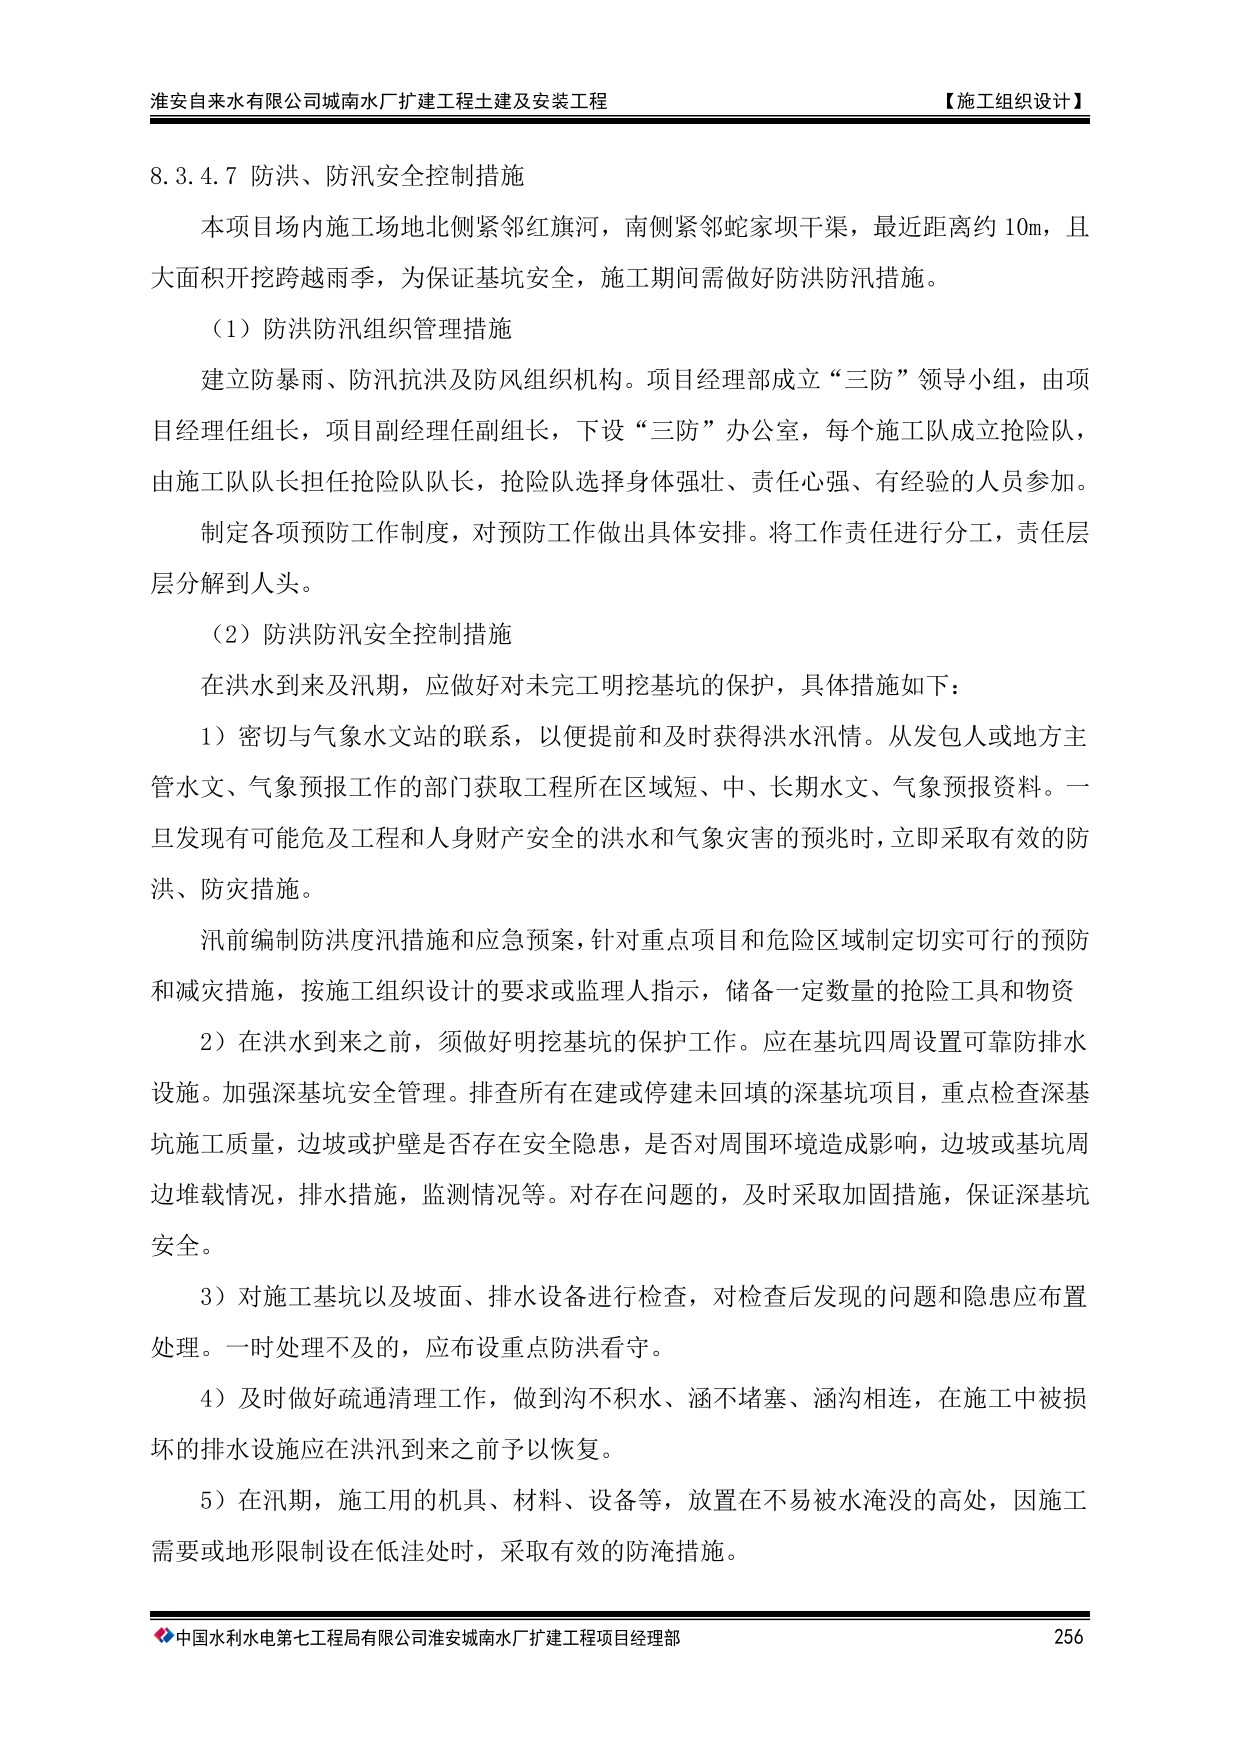 淮安自来水有限公司城南水厂扩建工程土建及安装工程 【施工组织设计】
8.3.4.7 防洪、防汛安全控制措施
本项目场内施工场地北侧紧邻红旗河，南侧紧邻蛇家坝干渠，最近距离约 10m，且
大面积开挖跨越雨季，为保证基坑安全，施工期间需做好防洪防汛措施。
（1）防洪防汛组织管理措施
建立防暴雨、防汛抗洪及防风组织机构。项目经理部成立“三防”领导小组，由项
目经理任组长，项目副经理任副组长，下设“三防”办公室，每个施工队成立抢险队，
由施工队队长担任抢险队队长，抢险队选择身体强壮、责任心强、有经验的人员参加。
制定各项预防工作制度，对预防工作做出具体安排。将工作责任进行分工，责任层
层分解到人头。
（2）防洪防汛安全控制措施
在洪水到来及汛期，应做好对未完工明挖基坑的保护，具体措施如下：
1）密切与气象水文站的联系，以便提前和及时获得洪水汛情。从发包人或地方主
管水文、气象预报工作的部门获取工程所在区域短、中、长期水文、气象预报资料。一
旦发现有可能危及工程和人身财产安全的洪水和气象灾害的预兆时，立即采取有效的防
洪、防灾措施。
汛前编制防洪度汛措施和应急预案，针对重点项目和危险区域制定切实可行的预防
和减灾措施，按施工组织设计的要求或监理人指示，储备一定数量的抢险工具和物资
2）在洪水到来之前，须做好明挖基坑的保护工作。应在基坑四周设置可靠防排水
设施。加强深基坑安全管理。排查所有在建或停建未回填的深基坑项目，重点检查深基
坑施工质量，边坡或护壁是否存在安全隐患，是否对周围环境造成影响，边坡或基坑周
边堆载情况，排水措施，监测情况等。对存在问题的，及时采取加固措施，保证深基坑
安全。
3）对施工基坑以及坡面、排水设备进行检查，对检查后发现的问题和隐患应布置
处理。一时处理不及的，应布设重点防洪看守。
4）及时做好疏通清理工作，做到沟不积水、涵不堵塞、涵沟相连，在施工中被损
坏的排水设施应在洪汛到来之前予以恢复。
5）在汛期，施工用的机具、材料、设备等，放置在不易被水淹没的高处，因施工
需要或地形限制设在低洼处时，采取有效的防淹措施。
中国水利水电第七工程局有限公司淮安城南水厂扩建工程项目经理部 256